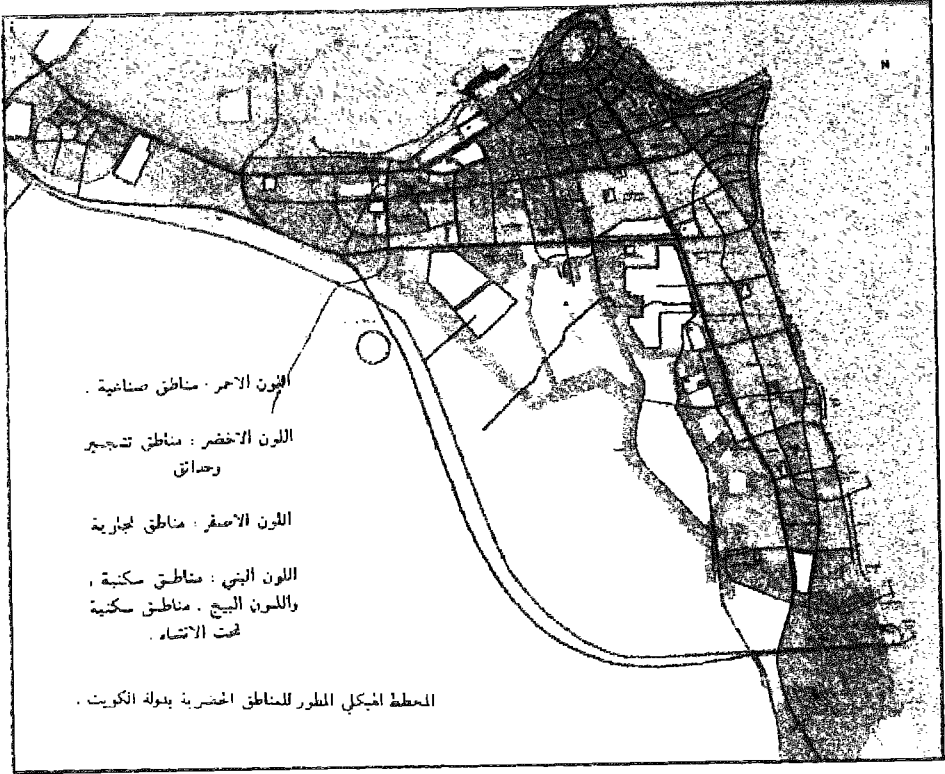 N
اللون الاحمر : مناطق صناعية .
اللون الاخضر : مناطق تشجير
وحدائق
اللون الاصفر : مناطق تجارية
اللون البني : مناطق سكنية ،
واللون البيج . مناطق سكنية
تحت الانشاء .
المخطط الهيكلي المطور للمناطق الحضرية بدولة الكويت .